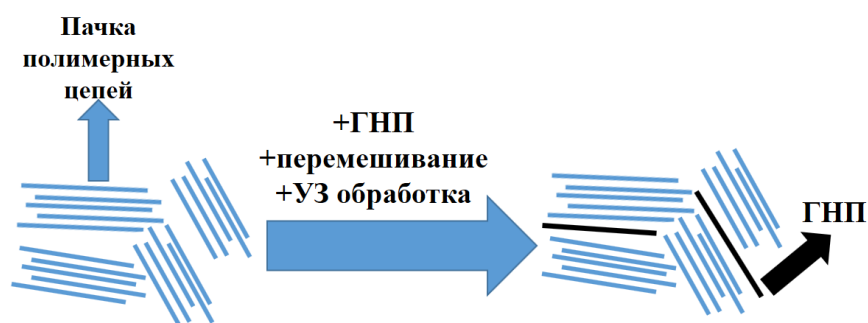 Пачка
полимерных
цепей
+ГНП
+перемешивание
+УЗ обработка
ГНП